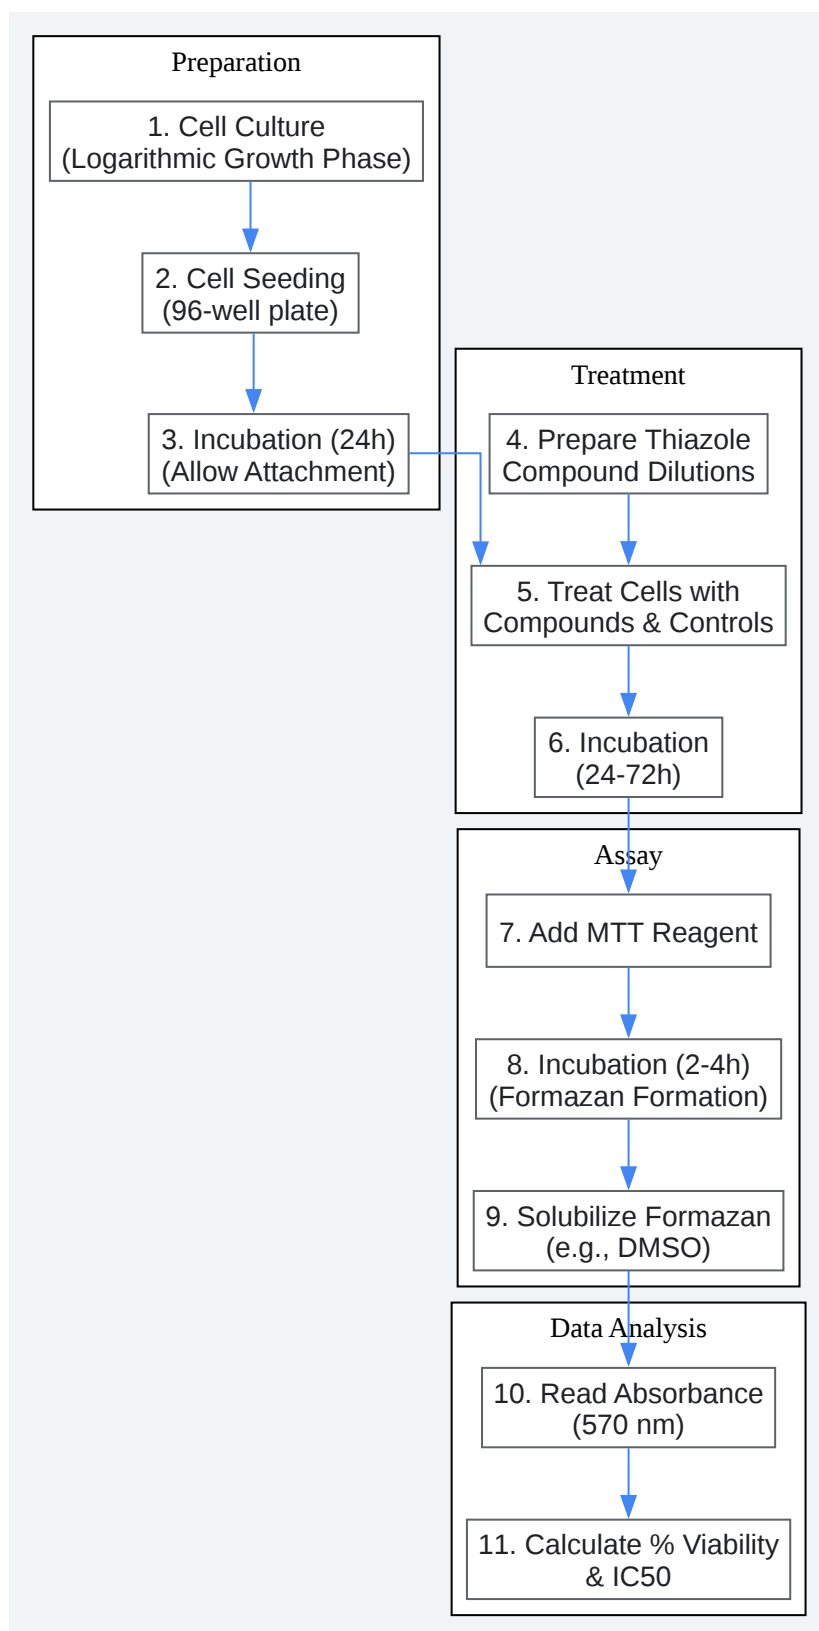 Preparation
1. Cell Culture
(Logarithmic Growth Phase)
2. Cell Seeding
(96-well plate)
3. Incubation (24h)
(Allow Attachment)
Treatment
4. Prepare Thiazole
Compound Dilutions
5. Treat Cells with
Compounds & Controls
6. Incubation
(24-72h)
Assay
7. Add MTT Reagent
8. Incubation (2-4h)
(Formazan Formation)
9. Solubilize Formazan
(e.g., DMSO)
Data Analysis
10. Read Absorbance
(570 nm)
11. Calculate % Viability
& IC50